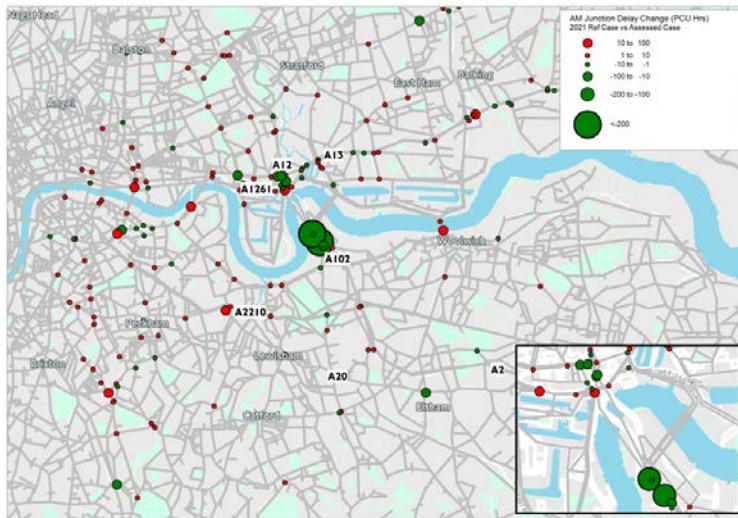 AM Junction Delay Change (PCU Hrs)
2021 Ref Case vs Assessed Case
10 to 100
1 to 10
-10 to -1
-100 to -10
-200 to -100
<-200
Nags Head
Dalston
Stratford
East Ham
Barking
Angel
A12
A13
A1261
Woolwich
A102
A2210
Peckham
Lewisham
Brixton
A20
A2
Eltham
Catford